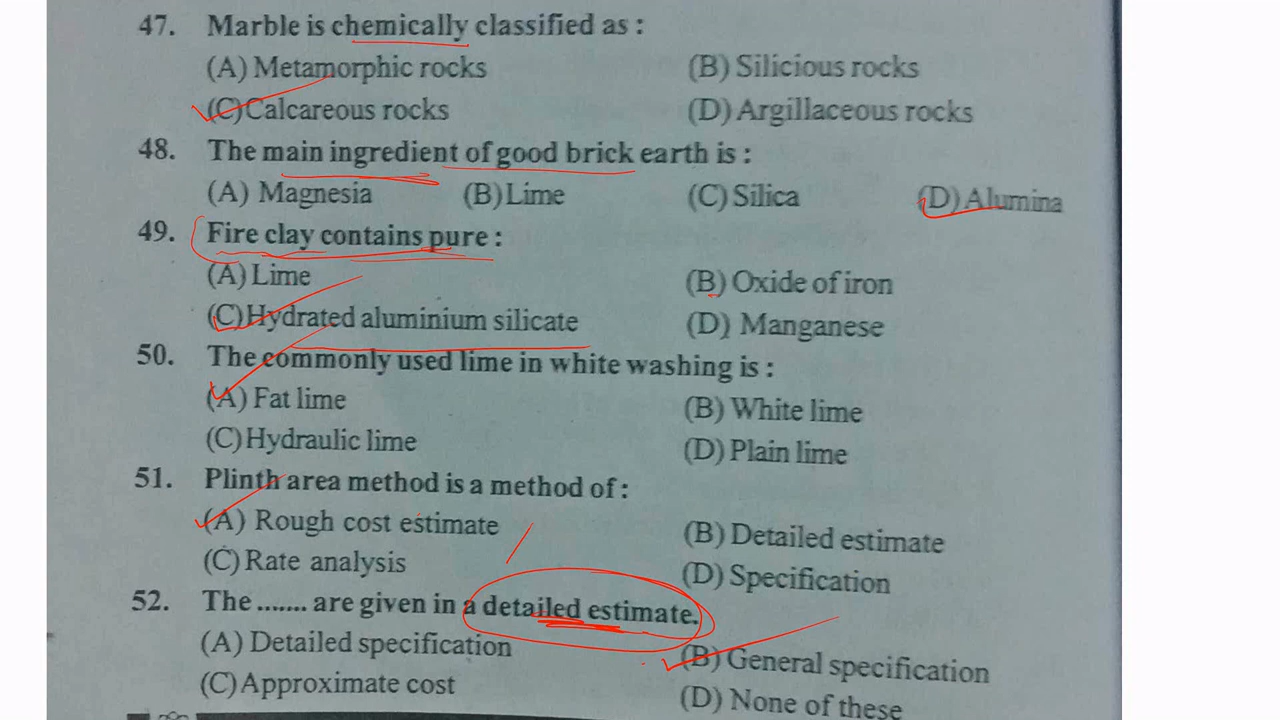 47. Marble is chemically classified as :
(A) Metamorphic rocks (B) Silicious rocks
(C) Calcareous rocks (D) Argillaceous rocks
48. The main ingredient of good brick earth is :
(A) Magnesia (B) Lime (C) Silica (D) Alumina
49. Fire clay contains pure :
(A) Lime (B) Oxide of iron
(C) Hydrated aluminium silicate (D) Manganese
50. The commonly used lime in white washing is :
(A) Fat lime (B) White lime
(C) Hydraulic lime (D) Plain lime
51. Plinth area method is a method of :
(A) Rough cost estimate (B) Detailed estimate
(C) Rate analysis (D) Specification
52. The ....... are given in a detailed estimate.
(A) Detailed specification (B) General specification
(C) Approximate cost (D) None of these